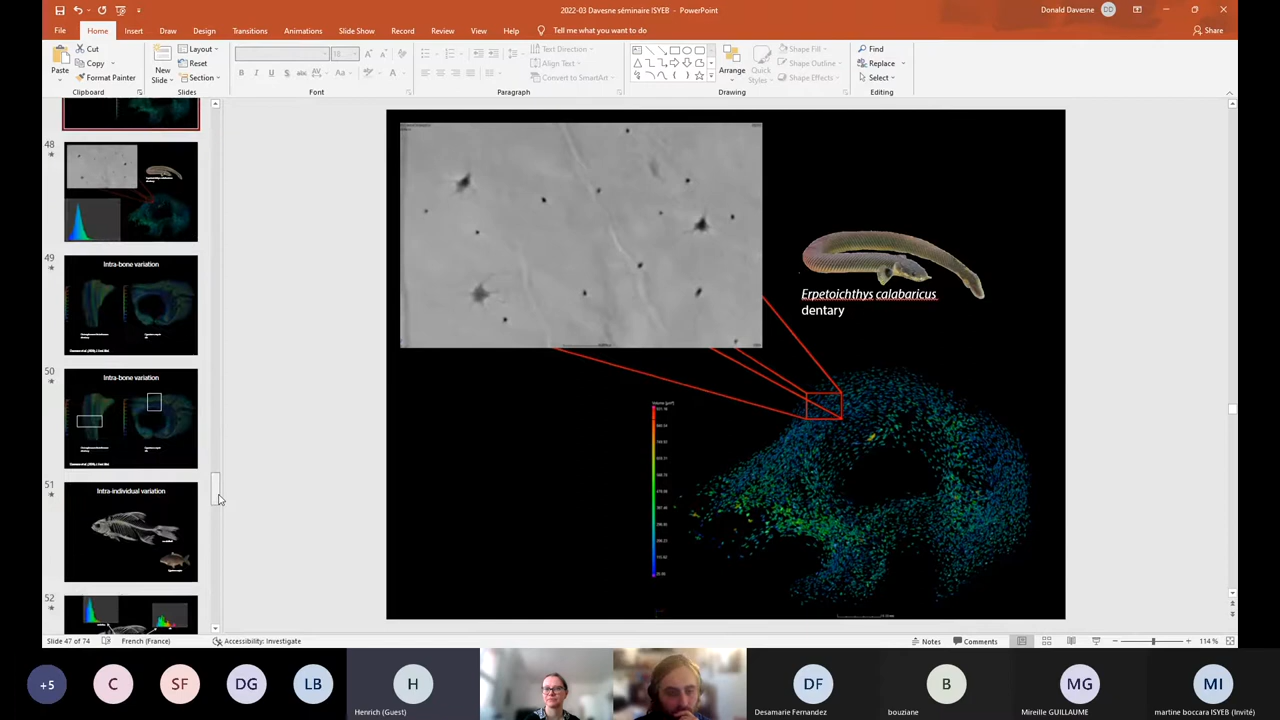 2022-03 Davesne séminaire ISYEB - PowerPoint
Donald Davesne
DD
File
Home
Insert
Draw
Design
Transitions
Animations
Slide Show
Record
Review
View
Help
Tell me what you want to do
Share
Paste
Cut
Copy
Format Painter
Clipboard
New Slide
Layout
Reset
Section
Slides
18
B I U S ab AV Aa A
Font
Text Direction
Align Text
Convert to SmartArt
Paragraph
Arrange
Quick Styles
Shape Fill
Shape Outline
Shape Effects
Drawing
Find
Replace
Select
Editing
48
49
Intra-bone variation
50
Intra-bone variation
51
Intra-individual variation
52
Erpetoichthys calabaricus
dentary
Slide 47 of 74
French (France)
Accessibility: Investigate
Notes
Comments
114 %
+5
C
SF
DG
LB
H
Henrich (Guest)
DF
Desamarie Fernandez
B
bouziane
MG
Mireille GUILLAUME
MI
martine boccara ISYEB (Invité)